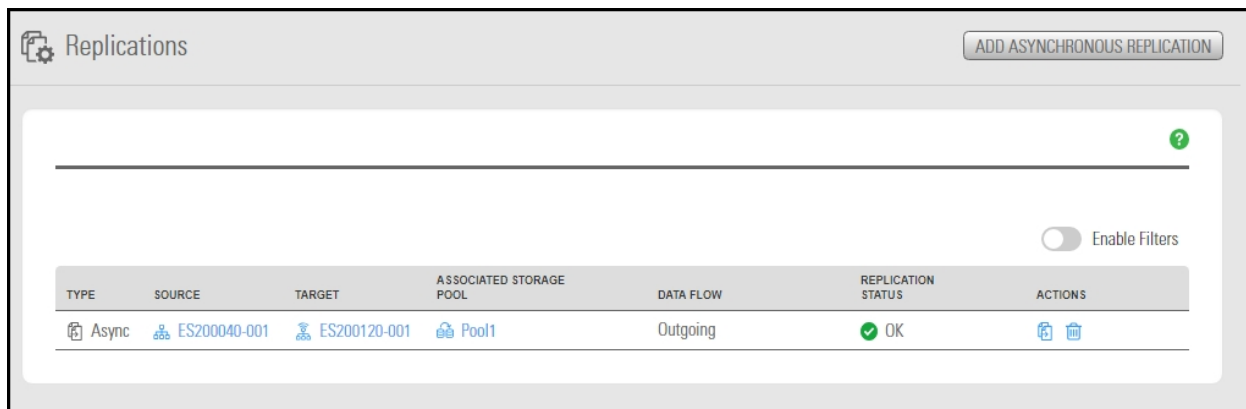 Replications
ADD ASYNCHRONOUS REPLICATION
?
Enable Filters
TYPE SOURCE TARGET ASSOCIATED STORAGE POOL DATA FLOW REPLICATION STATUS ACTIONS
Async ES200040-001 ES200120-001 Pool1 Outgoing OK